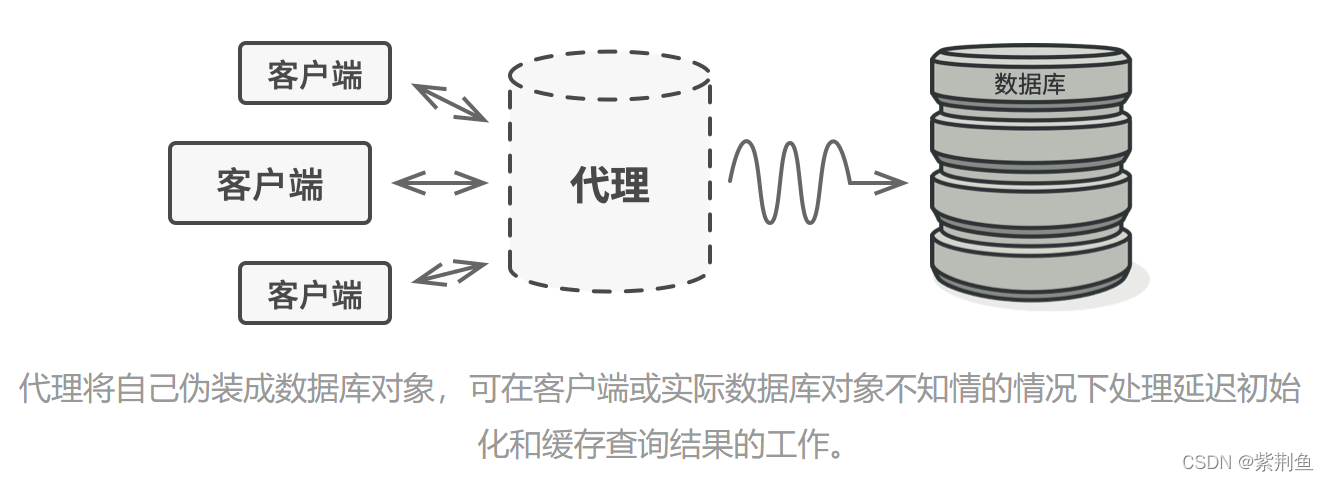 客户端
客户端
客户端
代理
数据库
代理将自己伪装成数据库对象，可在客户端或实际数据库对象不知情的情况下处理延迟初始
化和缓存查询结果的工作。
CSDN @紫荆鱼